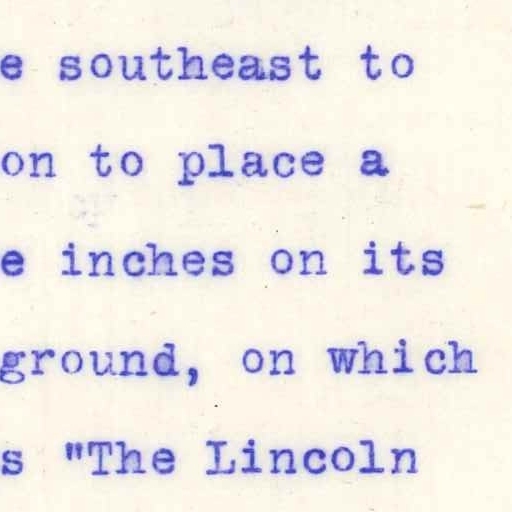 e southeast to
on to place a
e inches on its
ground, on which
s "The Lincoln